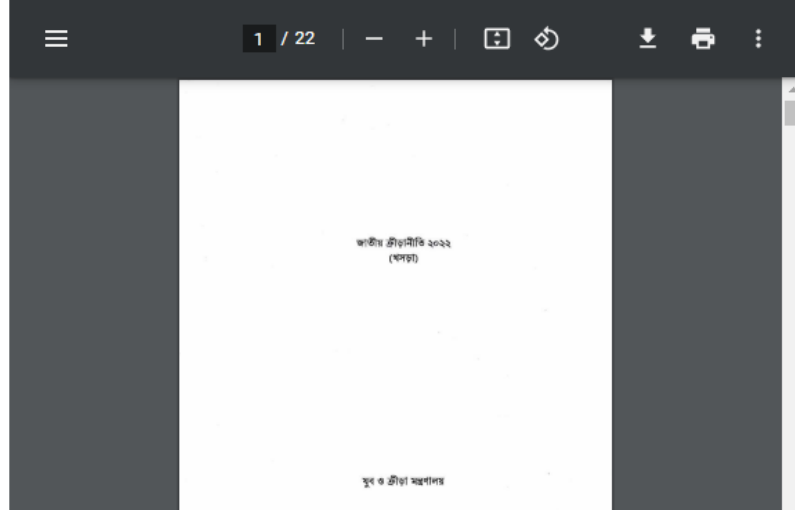 1 / 22
জাতীয় ক্রীড়ানীতি ২০২২
(খসড়া)
যুব ও ক্রীড়া মন্ত্রণালয়